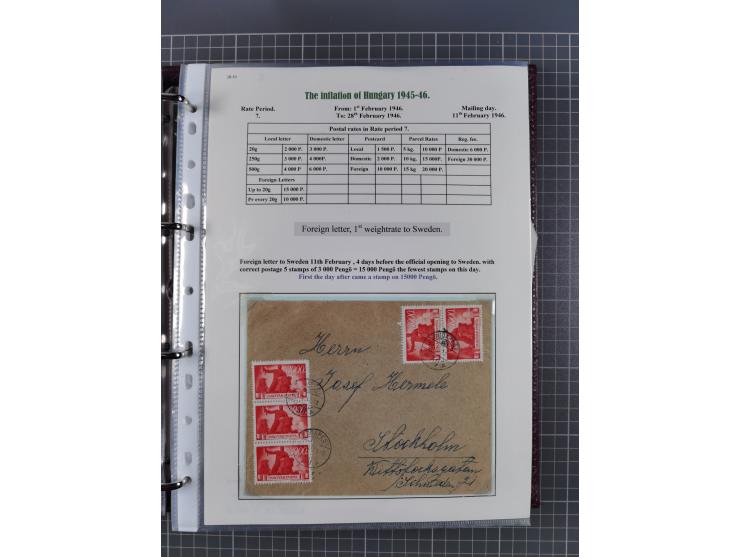 The inflation of Hungary 1945-46.
Rate Period. From: 1st February 1946. Mailing day.
7. To: 28th February 1946. 11th February 1946.
Postal rates in Rate period 7.
Local letter Domestic letter Postcard Parcel Rates Reg. fee.
20g 2 000 P. 3 000 P. Local 1 500 P. 5 kg. 10 000 P Domestic 6 000 P.
250g 3 000 P. 4 000P. Domestic 2 000 P. 10 kg. 15 000P. Foreign 30 000 P.
500g 4 000 P 6 000 P. Foreign 10 000 P. 15 kg 20 000 P.
Foreign Letters
Up to 20g 15 000 P.
Pr every 20g 10 000 P.
Foreign letter, 1st weightrate to Sweden.
Foreign letter to Sweden 11th February , 4 days before the official opening to Sweden. with
correct postage 5 stamps of 3 000 Pengö = 15 000 Pengö the fewest stamps on this day.
First the day after came a stamp on 15000 Pengö.
Herrn
Josef Hermele
Stockholm